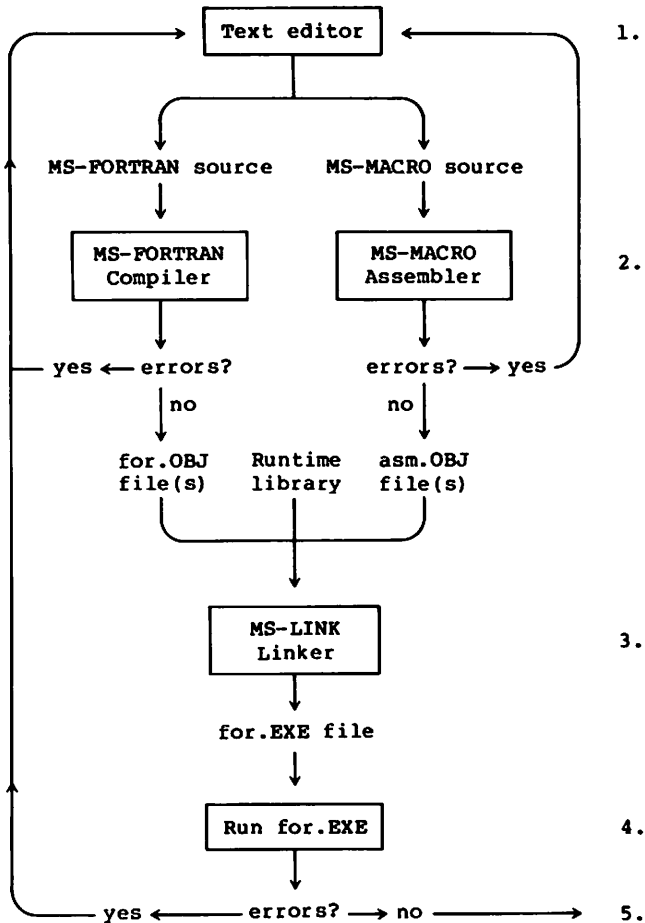 Text editor 1.
MS-FORTRAN source MS-MACRO source
MS-FORTRAN
Compiler
MS-MACRO
Assembler
2.
yes errors? errors? yes
no no
for.OBJ
file(s)
Runtime
library
asm.OBJ
file(s)
MS-LINK
Linker
3.
for.EXE file
Run for.EXE 4.
yes errors? no 5.